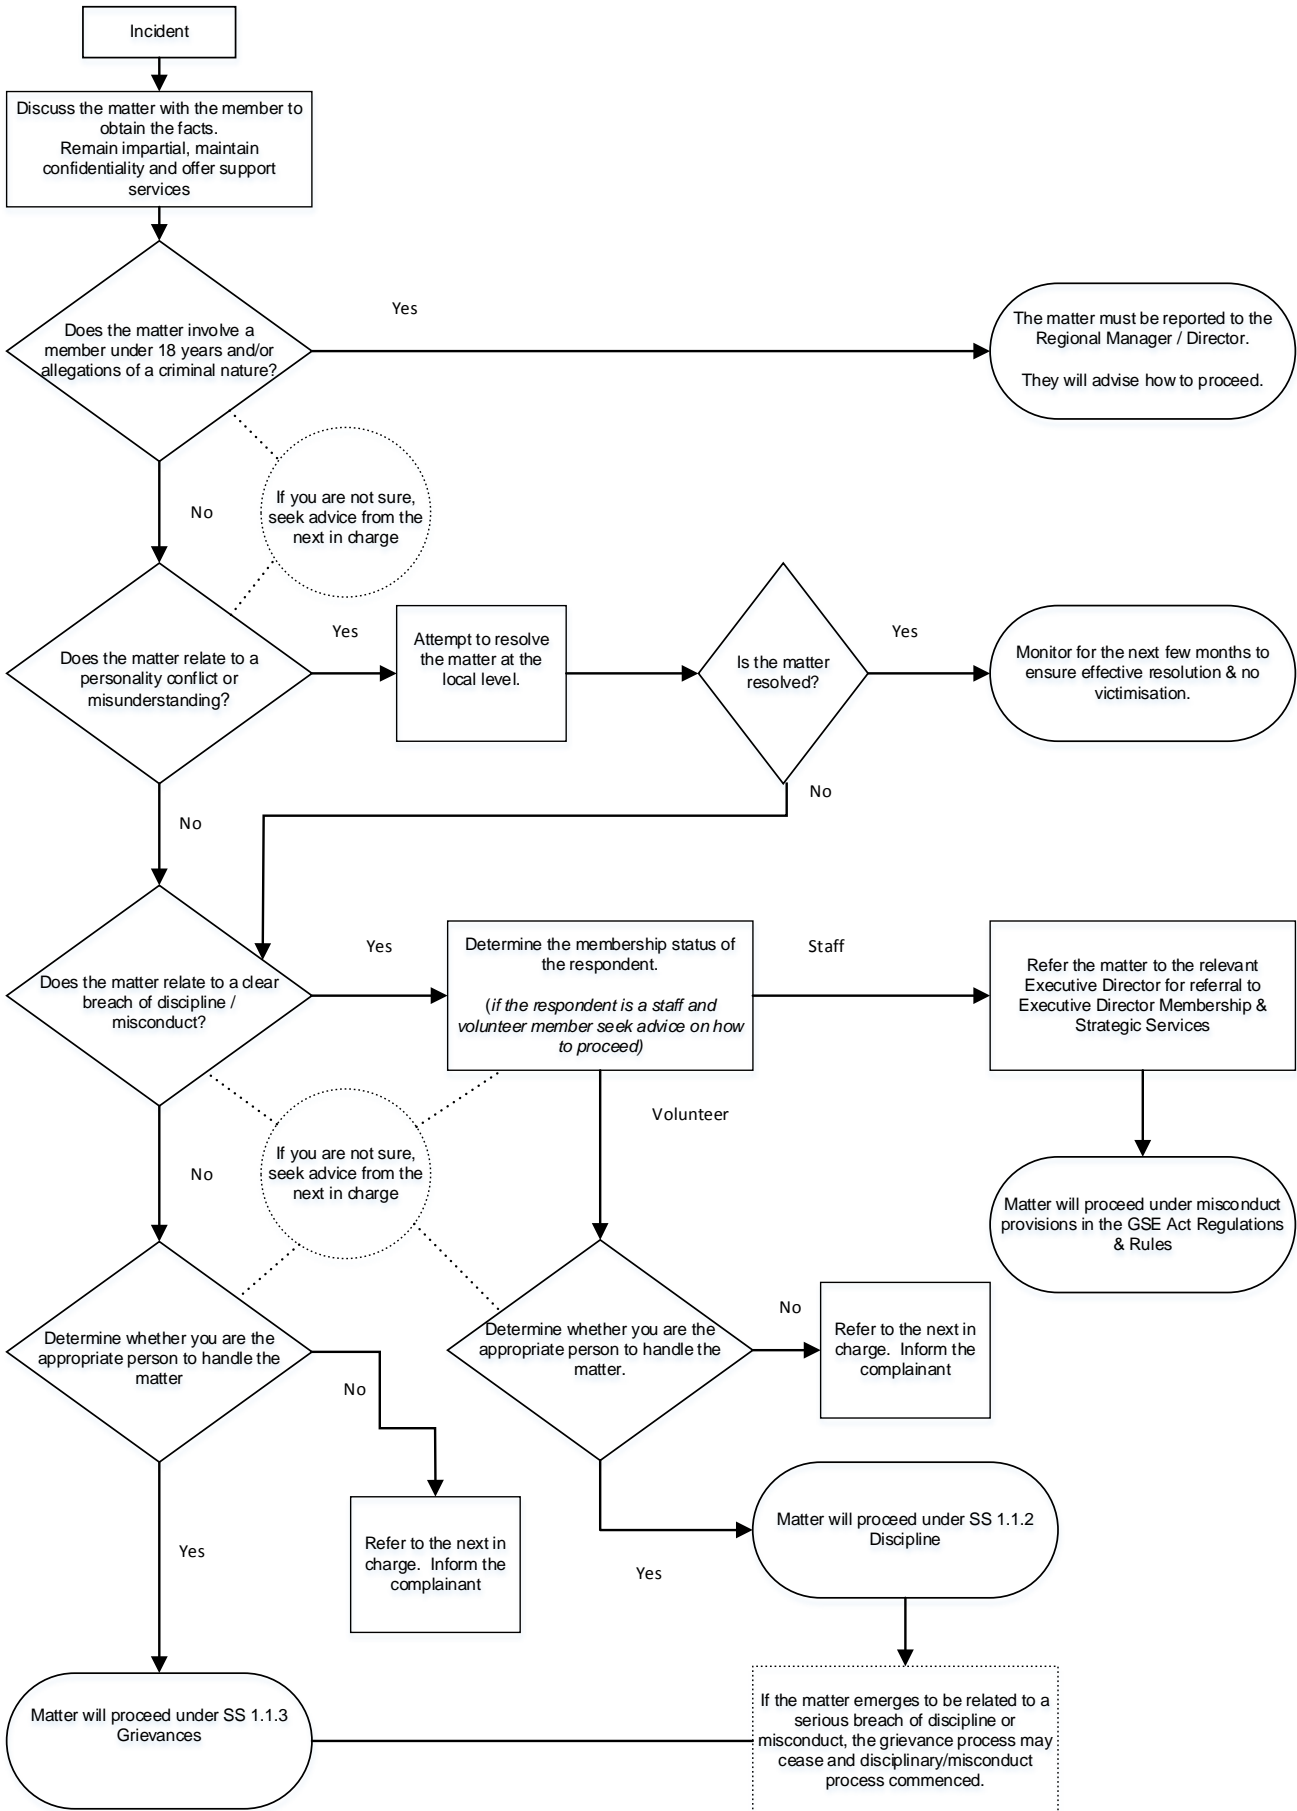 Incident
Discuss the matter with the member to
obtain the facts.
Remain impartial, maintain
confidentiality and offer support
services
Does the matter involve a
member under 18 years and/or
allegations of a criminal nature?
Yes
The matter must be reported to the
Regional Manager / Director.
They will advise how to proceed.
No
If you are not sure,
seek advice from the
next in charge
Does the matter relate to a
personality conflict or
misunderstanding?
Yes
Attempt to resolve
the matter at the
local level.
Is the matter
resolved?
Yes
Monitor for the next few months to
ensure effective resolution & no
victimisation.
No
No
Does the matter relate to a clear
breach of discipline /
misconduct?
Yes
Determine the membership status of
the respondent.
(if the respondent is a staff and
volunteer member seek advice on how
to proceed)
Staff
Refer the matter to the relevant
Executive Director for referral to
Executive Director Membership &
Strategic Services
Volunteer
No
If you are not sure,
seek advice from the
next in charge
Matter will proceed under misconduct
provisions in the GSE Act Regulations
& Rules
Determine whether you are the
appropriate person to handle the
matter
No
Determine whether you are the
appropriate person to handle the
matter.
No
Refer to the next in
charge.  Inform the
complainant
Yes
Refer to the next in
charge.  Inform the
complainant
Yes
Matter will proceed under SS 1.1.2
Discipline
Matter will proceed under SS 1.1.3
Grievances
If the matter emerges to be related to a
serious breach of discipline or
misconduct, the grievance process may
cease and disciplinary/misconduct
process commenced.